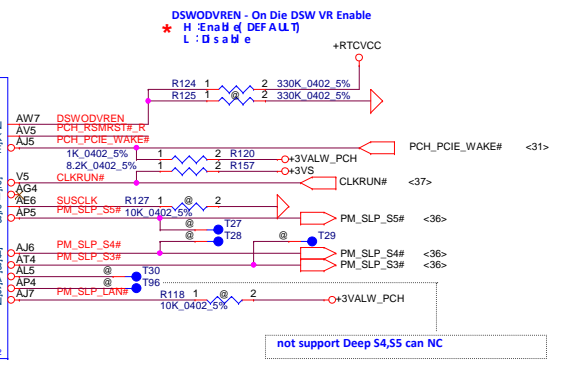 DSWODVREN - On Die DSW VR Enable
* H :Enable( DEFAULT)
L : Disable
+RTCVCC
R124 1 2 330K_0402_5%
R125 1 @ 2 330K_0402_5%
AW7 DSWODVREN
AV5 PCH_RSMRST#_R
AJ5 PCH_PCIE_WAKE#
PCH_PCIE_WAKE# <31>
1K_0402_5% 1 2 R120 +3VALW_PCH
8.2K_0402_5% 1 2 R157 +3VS
V5 CLKRUN#
CLKRUN# <37>
AG4
AE6 SUSCLK R127 1 @ 2
AP5 PM_SLP_S5# 10K_0402_5%
PM_SLP_S5# <36>
@ T27
@ T28
@ T29
AJ6 PM_SLP_S4#
PM_SLP_S4# <36>
AT4 PM_SLP_S3#
PM_SLP_S3# <36>
AL5 @ T30
AP4 @ T96
AJ7 PM_SLP_LAN# R118 1 @ 2 +3VALW_PCH
10K_0402_5%
not support Deep S4,S5 can NC